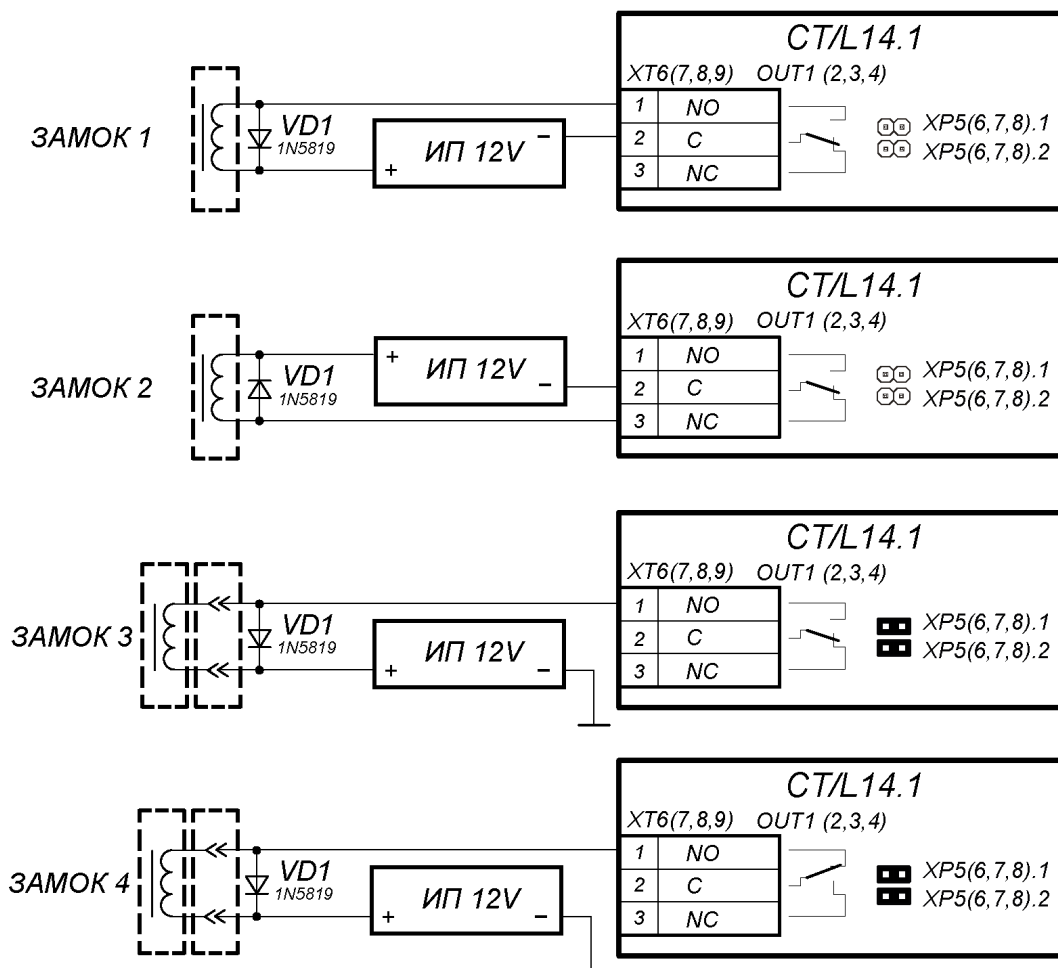 CT/L14.1
XT6(7,8,9) OUT1 (2,3,4)
ЗАМОК 1
VD1
1N5819
ИП 12V
+
−
1 NO
2 C
3 NC
XP5(6,7,8).1
XP5(6,7,8).2
CT/L14.1
XT6(7,8,9) OUT1 (2,3,4)
ЗАМОК 2
VD1
1N5819
+
ИП 12V
−
1 NO
2 C
3 NC
XP5(6,7,8).1
XP5(6,7,8).2
CT/L14.1
XT6(7,8,9) OUT1 (2,3,4)
ЗАМОК 3
VD1
1N5819
+
ИП 12V
−
1 NO
2 C
3 NC
XP5(6,7,8).1
XP5(6,7,8).2
CT/L14.1
XT6(7,8,9) OUT1 (2,3,4)
ЗАМОК 4
VD1
1N5819
+
ИП 12V
−
1 NO
2 C
3 NC
XP5(6,7,8).1
XP5(6,7,8).2